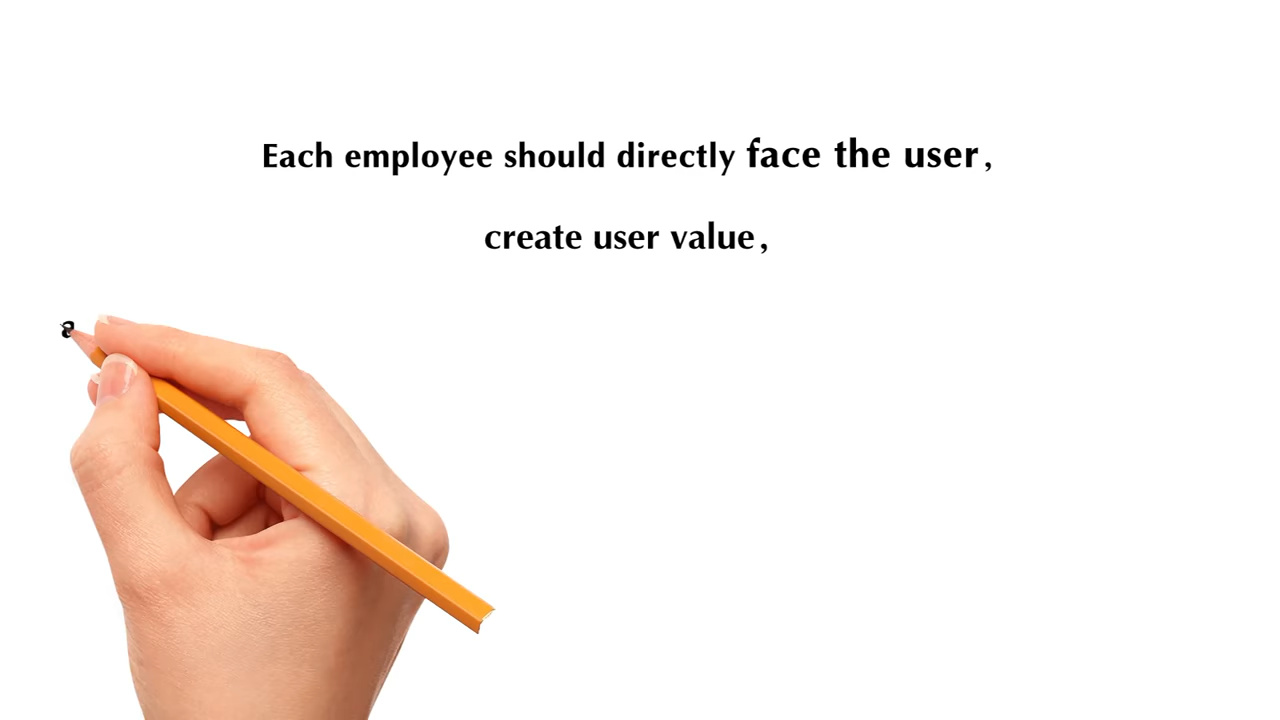 Each employee should directly face the user,
create user value,